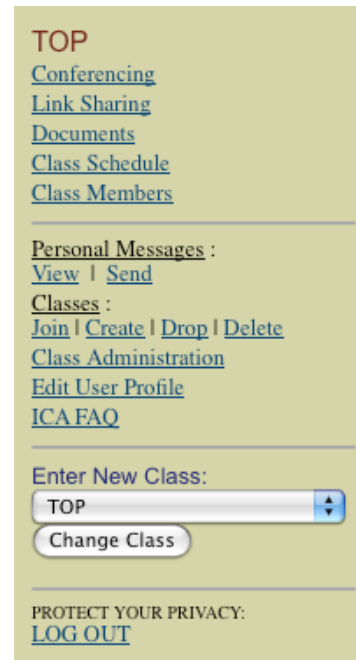 TOP
Conferencing
Link Sharing
Documents
Class Schedule
Class Members
Personal Messages :
View | Send
Classes :
Join | Create | Drop | Delete
Class Administration
Edit User Profile
ICA FAQ
Enter New Class:
TOP
Change Class
PROTECT YOUR PRIVACY:
LOG OUT